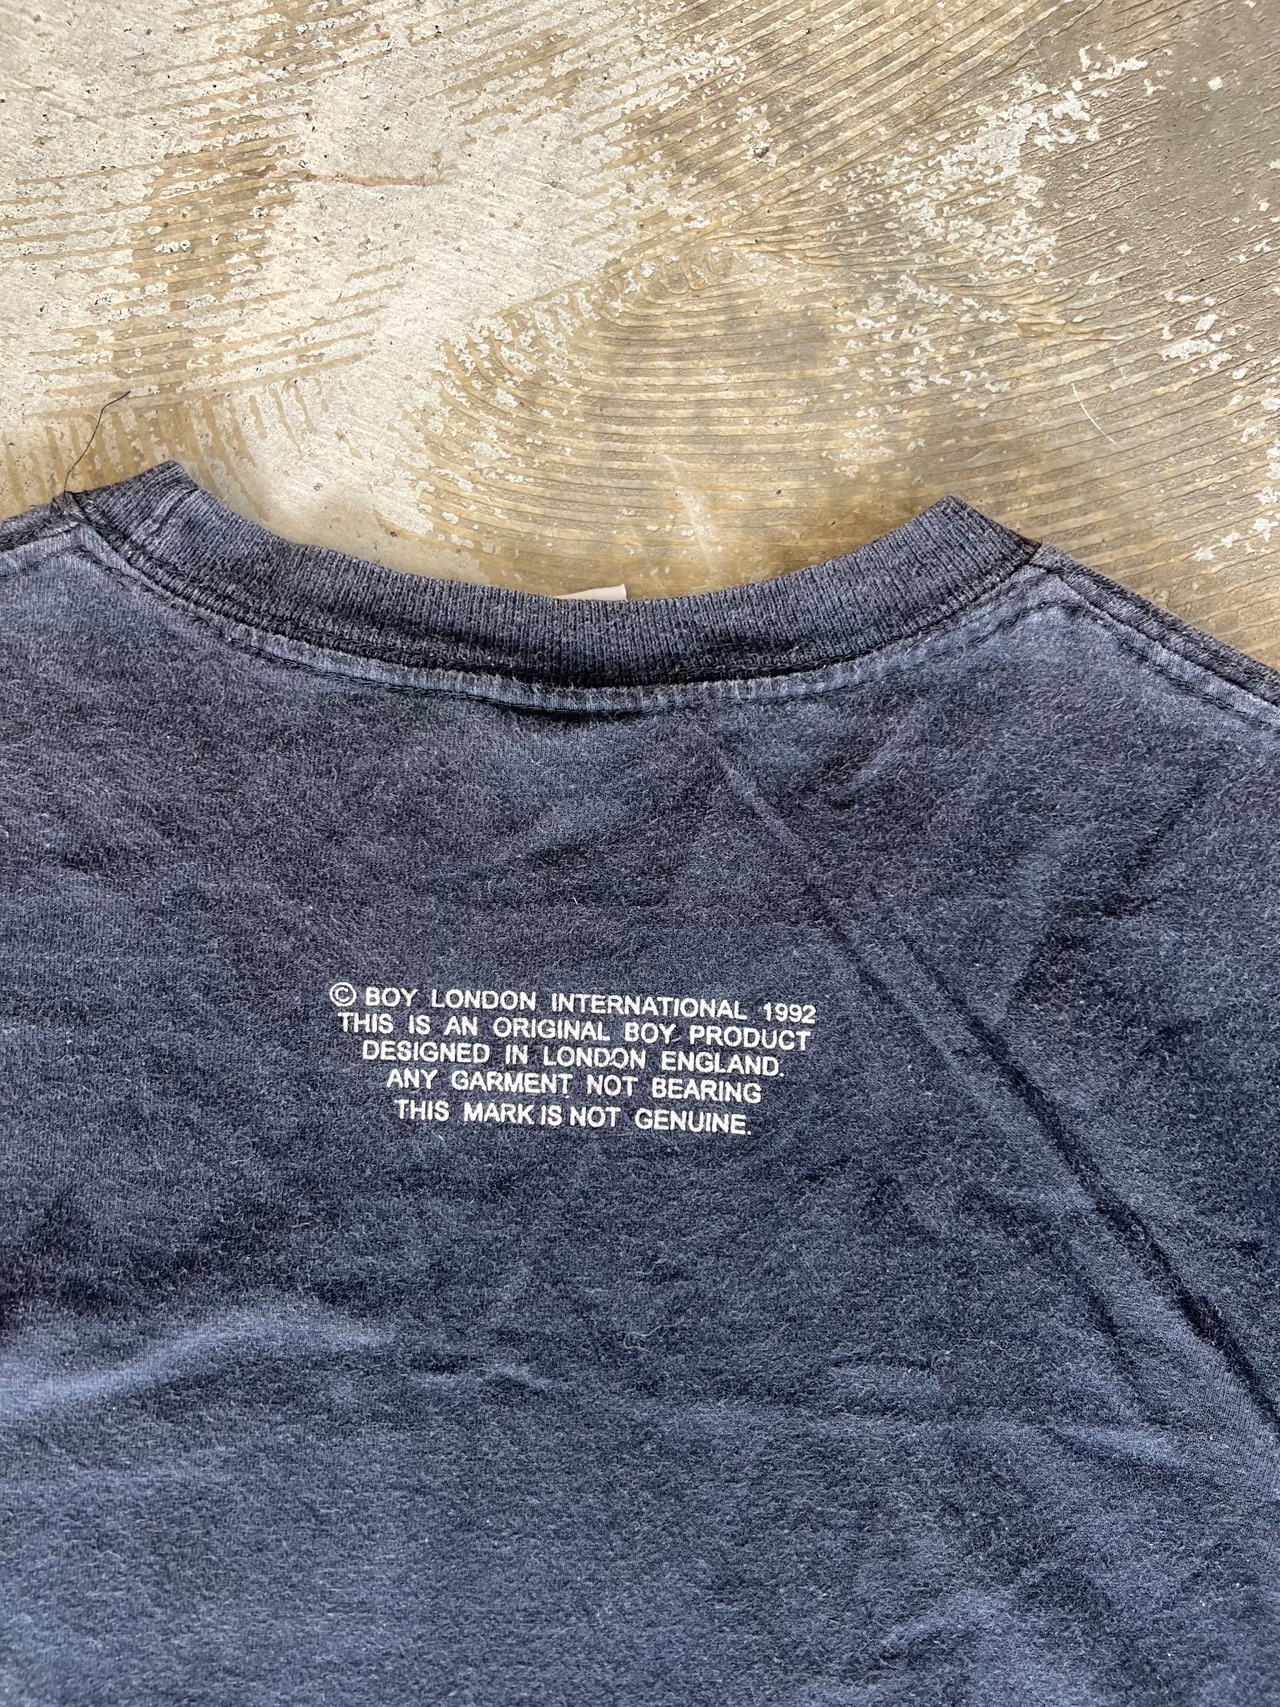 © BOY LONDON INTERNATIONAL 1992
THIS IS AN ORIGINAL BOY PRODUCT
DESIGNED IN LONDON ENGLAND.
ANY GARMENT NOT BEARING
THIS MARK IS NOT GENUINE.